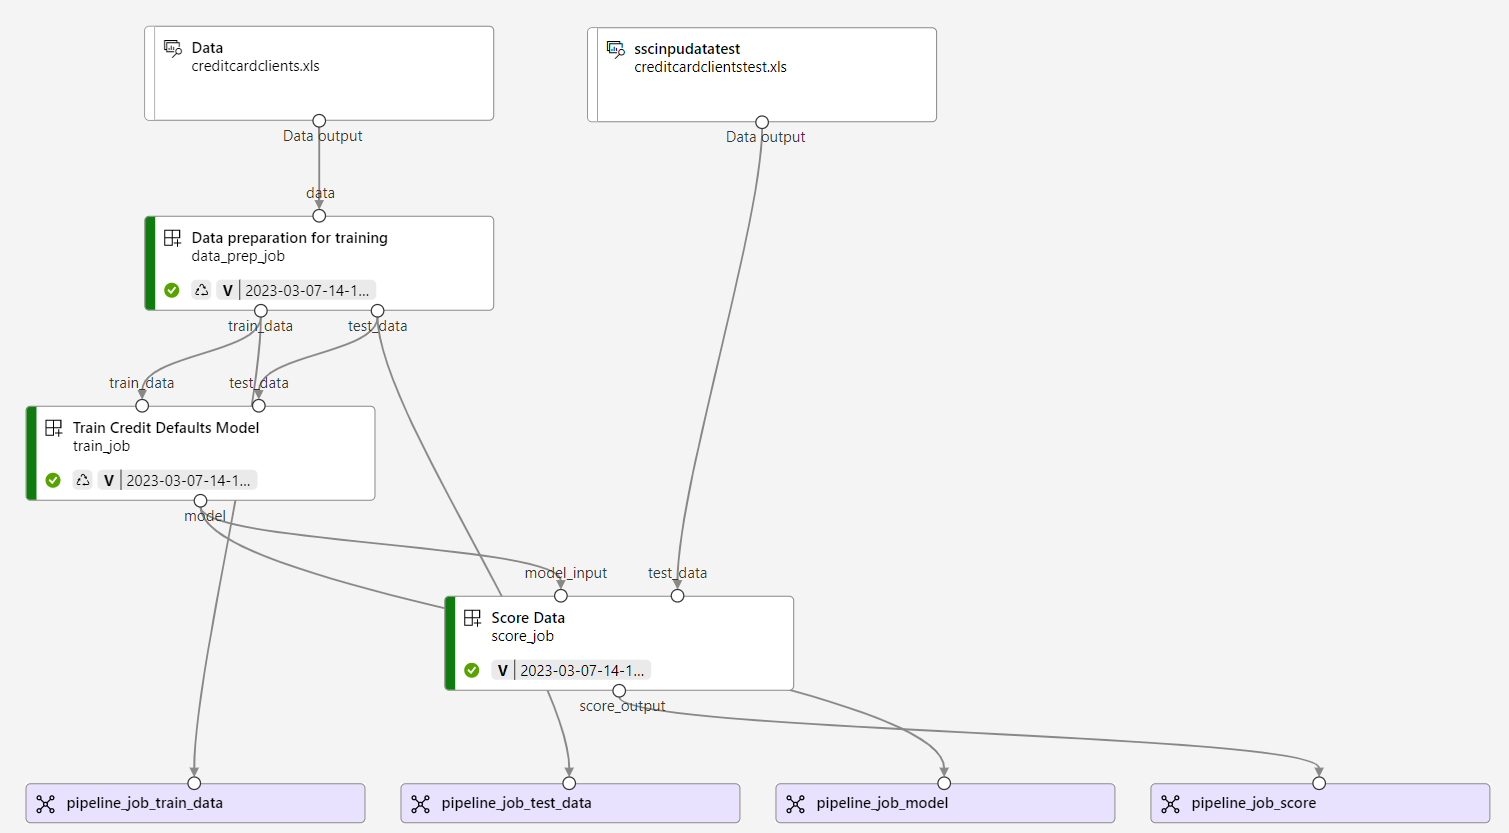 Data
creditcardclients.xls
Data output
sscinpudatatest
creditcardclientstest.xls
Data output
data
Data preparation for training
data_prep_job
V 2023-03-07-14-1...
train_data
test_data
train_data
test_data
Train Credit Defaults Model
train_job
V 2023-03-07-14-1...
model
model_input
test_data
Score Data
score_job
V 2023-03-07-14-1...
score_output
pipeline_job_train_data
pipeline_job_test_data
pipeline_job_model
pipeline_job_score